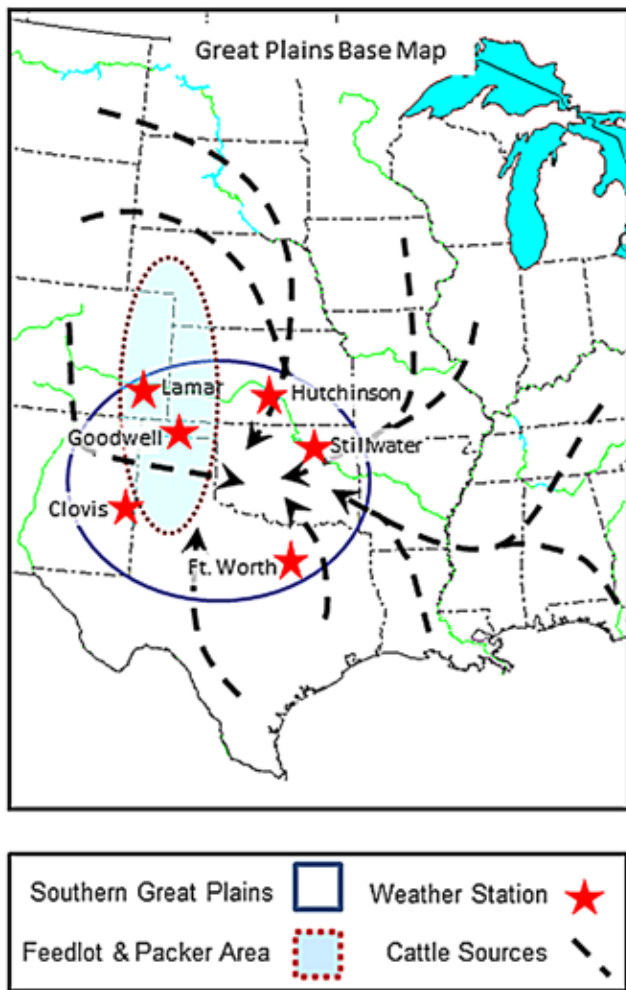 Great Plains Base Map
Lamar
Hutchinson
Goodwell
Stillwater
Clovis
Ft. Worth
Southern Great Plains
Weather Station
Feedlot & Packer Area
Cattle Sources